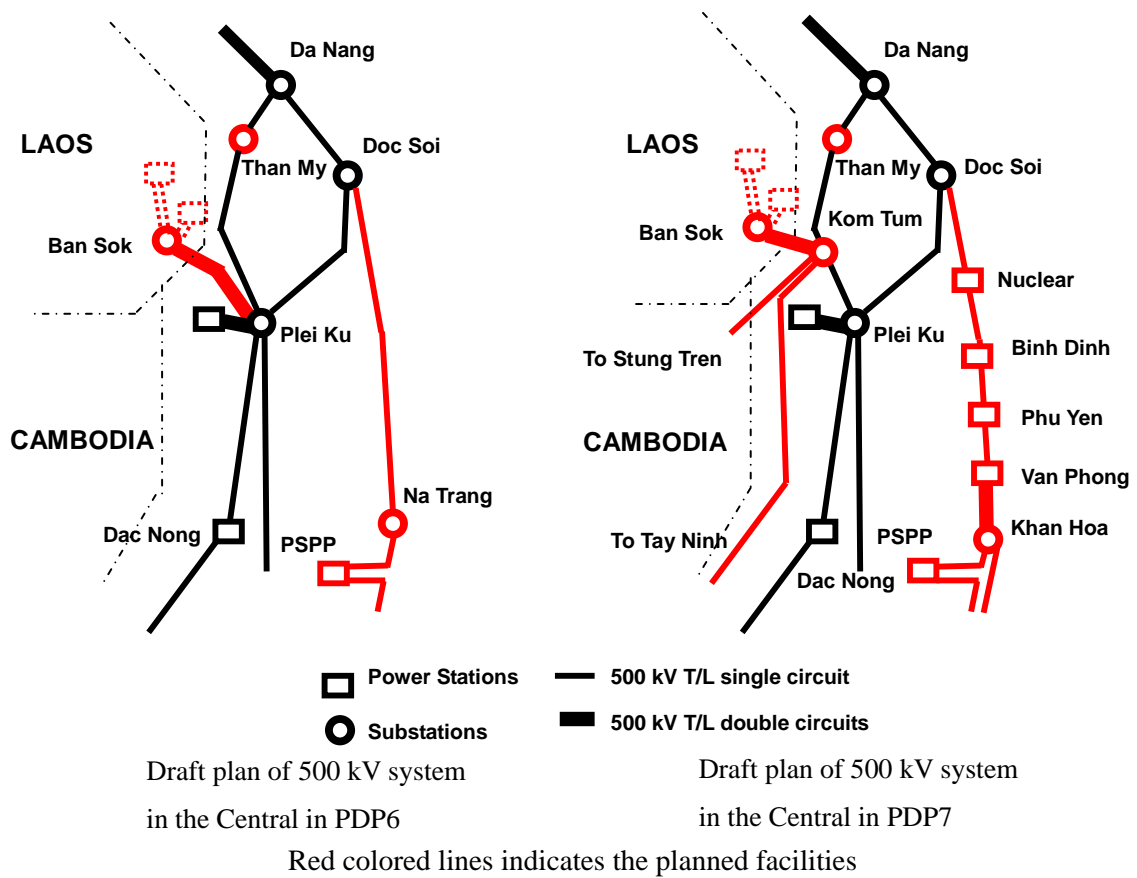 Da Nang
LAOS
Doc Soi
Than My
Ban Sok
Plei Ku
CAMBODIA
Na Trang
Dac Nong
PSPP
Da Nang
LAOS
Than My
Doc Soi
Kom Tum
Ban Sok
Nuclear
Plei Ku
Binh Dinh
To Stung Tren
Phu Yen
CAMBODIA
Van Phong
Khan Hoa
To Tay Ninh
PSPP
Dac Nong
Power Stations
500 kV T/L single circuit
Substations
500 kV T/L double circuits
Draft plan of 500 kV system
in the Central in PDP6
Draft plan of 500 kV system
in the Central in PDP7
Red colored lines indicates the planned facilities